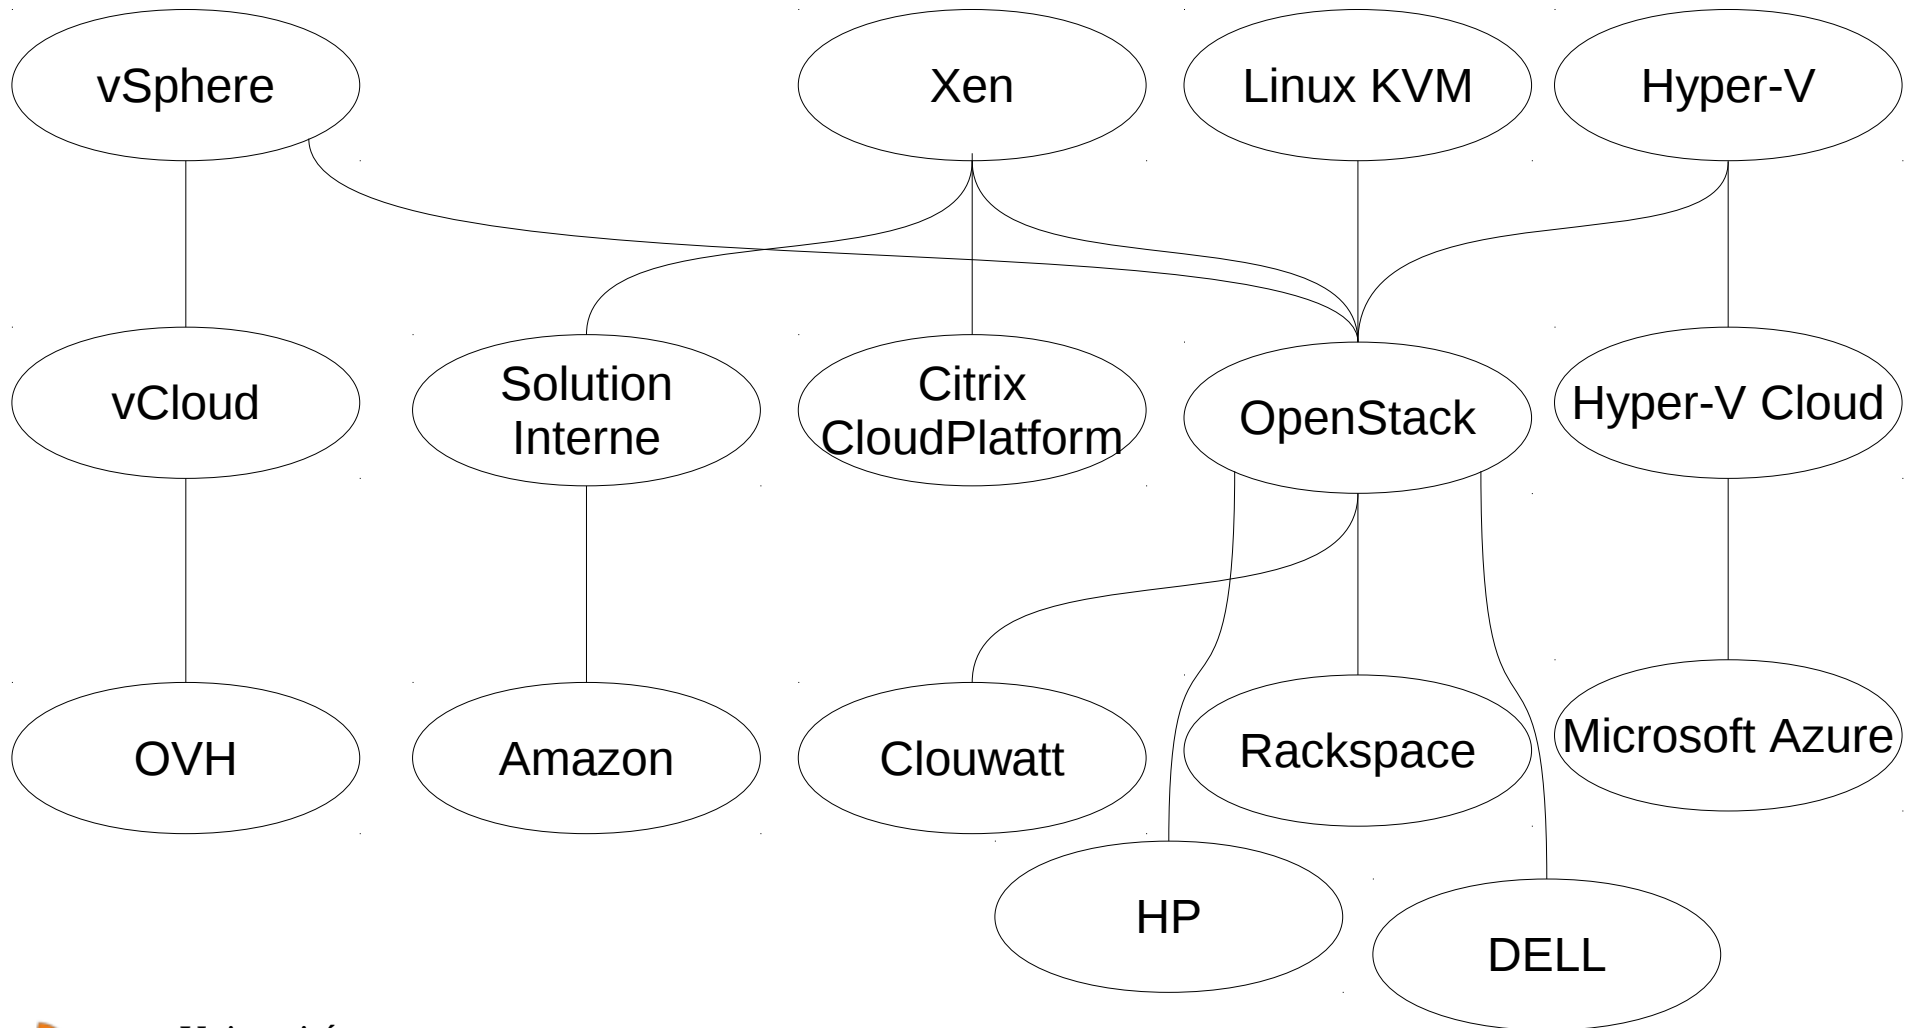 vSphere
Xen
Linux KVM
Hyper-V
vCloud
Solution
Interne
Citrix
CloudPlatform
OpenStack
Hyper-V Cloud
OVH
Amazon
Clouwatt
Rackspace
Microsoft Azure
HP
DELL